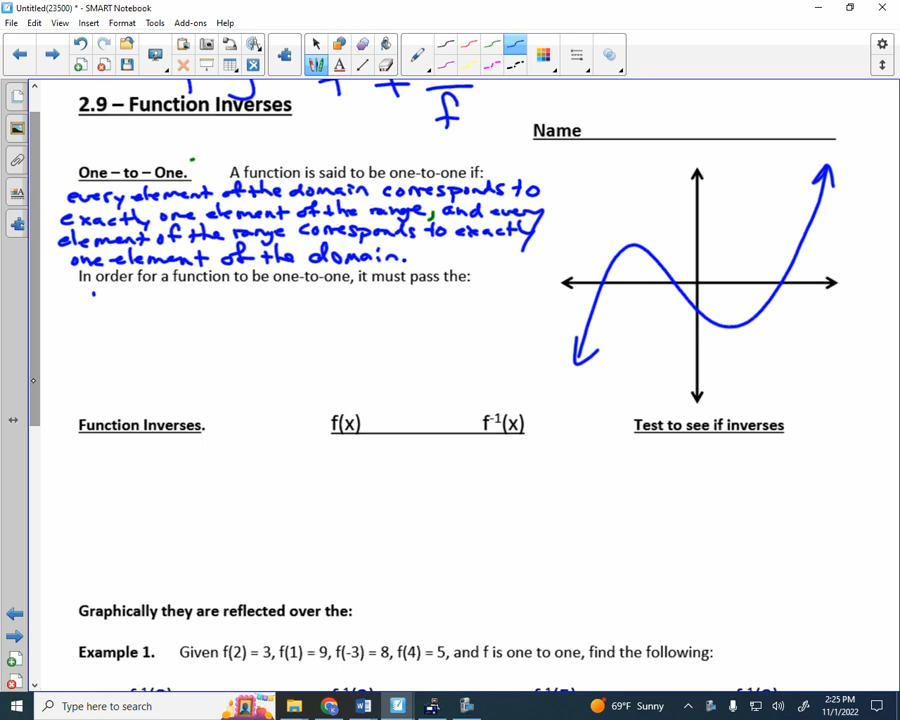 Untitled(23500) * - SMART Notebook
File Edit View Insert Format Tools Add-ons Help
2.9 – Function Inverses
f
Name
One – to – One. A function is said to be one-to-one if:
every element of the domain corresponds to
exactly one element of the range, and every
element of the range corresponds to exactly
one element of the domain.
In order for a function to be one-to-one, it must pass the:
Function Inverses. f(x) f⁻¹(x) Test to see if inverses
Graphically they are reflected over the:
Example 1. Given f(2) = 3, f(1) = 9, f(-3) = 8, f(4) = 5, and f is one to one, find the following:
Type here to search
69°F Sunny
2:25 PM
11/1/2022